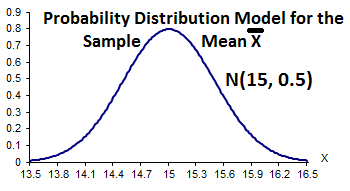 Probability Distribution Model for the
Sample Mean X̅
N(15, 0.5)
0.9
0.8
0.7
0.6
0.5
0.4
0.3
0.2
0.1
0
13.5 13.8 14.1 14.4 14.7 15 15.3 15.6 15.9 16.2 16.5
X